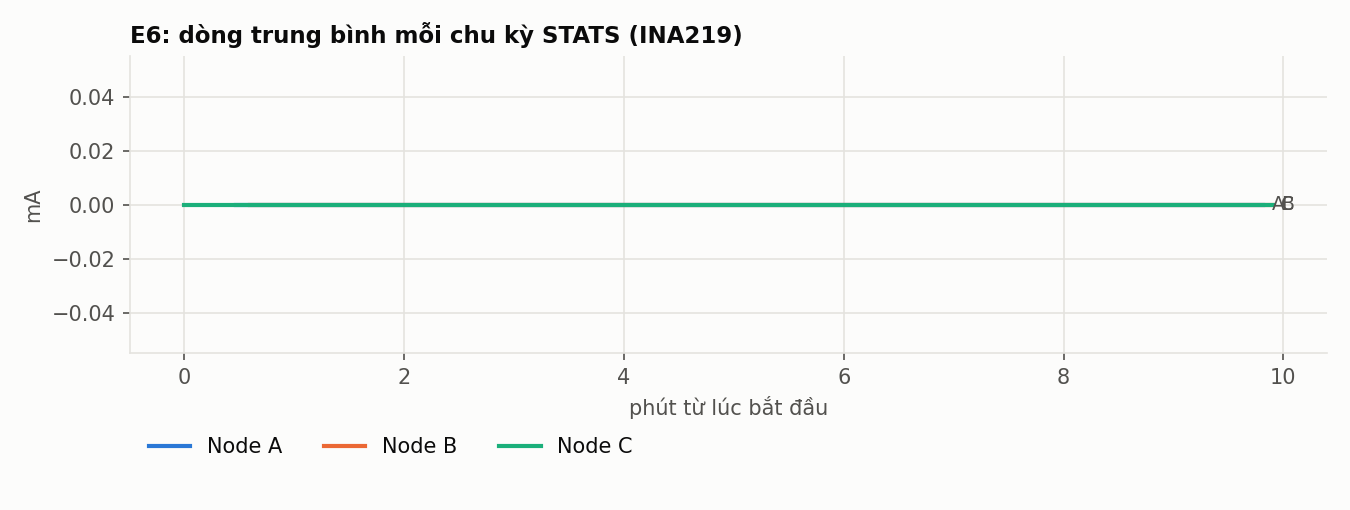 E6: dòng trung bình mỗi chu kỳ STATS (INA219)
0.04
0.02
0.00
−0.02
−0.04
mA
0 2 4 6 8 10
phút từ lúc bắt đầu
Node A Node B Node C